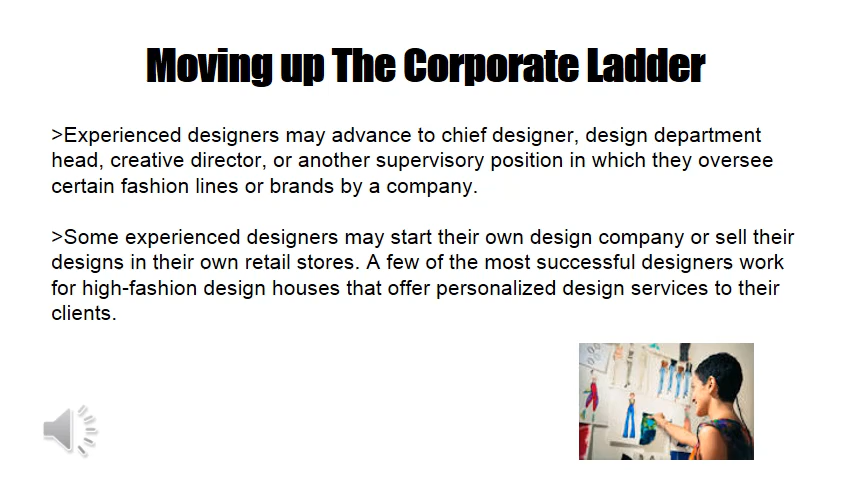 Moving up The Corporate Ladder
>Experienced designers may advance to chief designer, design department
head, creative director, or another supervisory position in which they oversee
certain fashion lines or brands by a company.
>Some experienced designers may start their own design company or sell their
designs in their own retail stores. A few of the most successful designers work
for high-fashion design houses that offer personalized design services to their
clients.